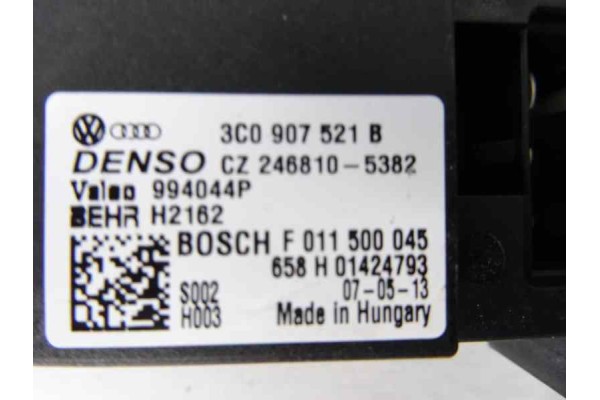 3C0 907 521 B
DENSO CZ 246810-5382
Valeo 994044P
BEHR H2162
BOSCH F 011 500 045
658 H 01424793
S002 07-05-13
H003 Made in Hungary